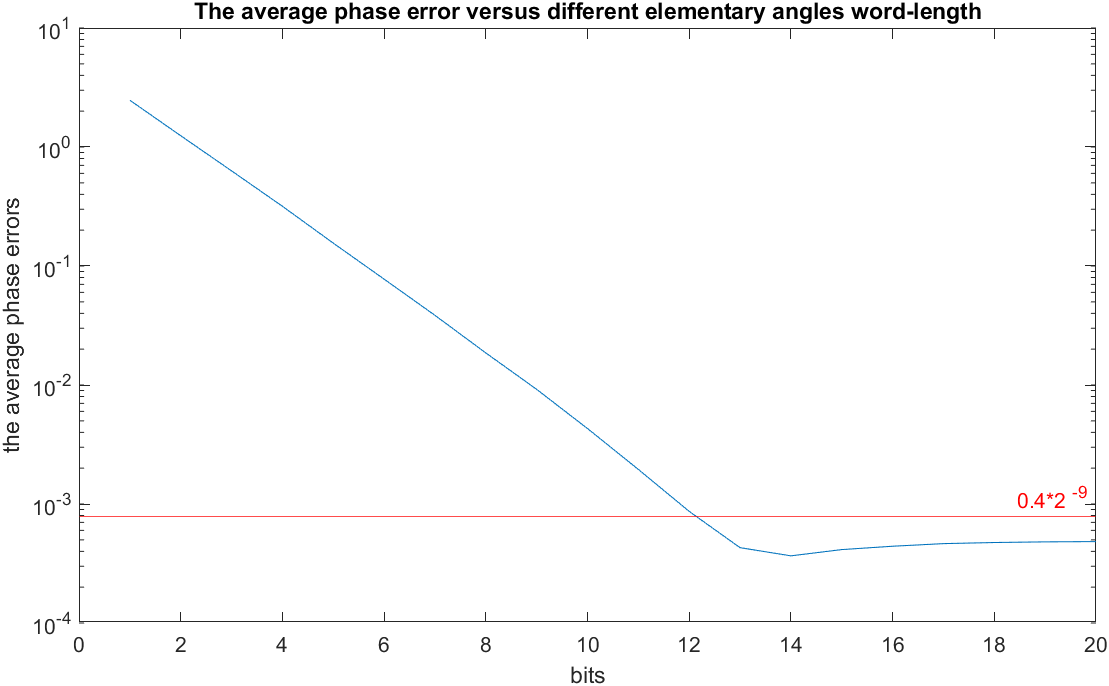 The average phase error versus different elementary angles word-length
10^1
10^0
10^-1
10^-2
10^-3
10^-4
the average phase errors
0.4*2^-9
0 2 4 6 8 10 12 14 16 18 20
bits